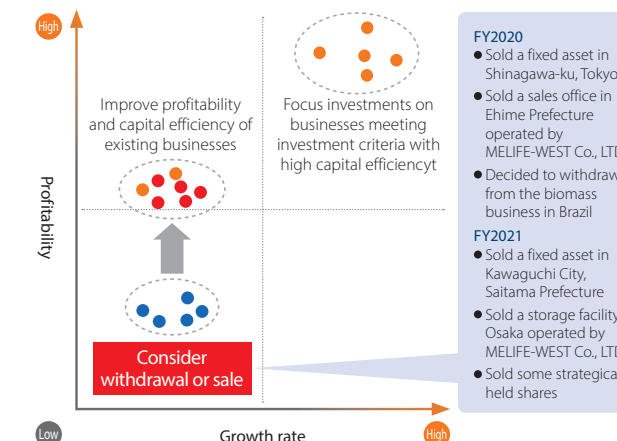 High
Improve profitability
and capital efficiency of
existing businesses
Focus investments on
businesses meeting
investment criteria with
high capital efficiencyt
Profitability
Consider
withdrawal or sale
Low
Growth rate
High
FY2020
● Sold a fixed asset in
Shinagawa-ku, Tokyo
● Sold a sales office in
Ehime Prefecture
operated by
MELIFE-WEST Co., LTD
● Decided to withdraw
from the biomass
business in Brazil
FY2021
● Sold a fixed asset in
Kawaguchi City,
Saitama Prefecture
● Sold a storage facility
Osaka operated by
MELIFE-WEST Co., LTD
● Sold some
held shares